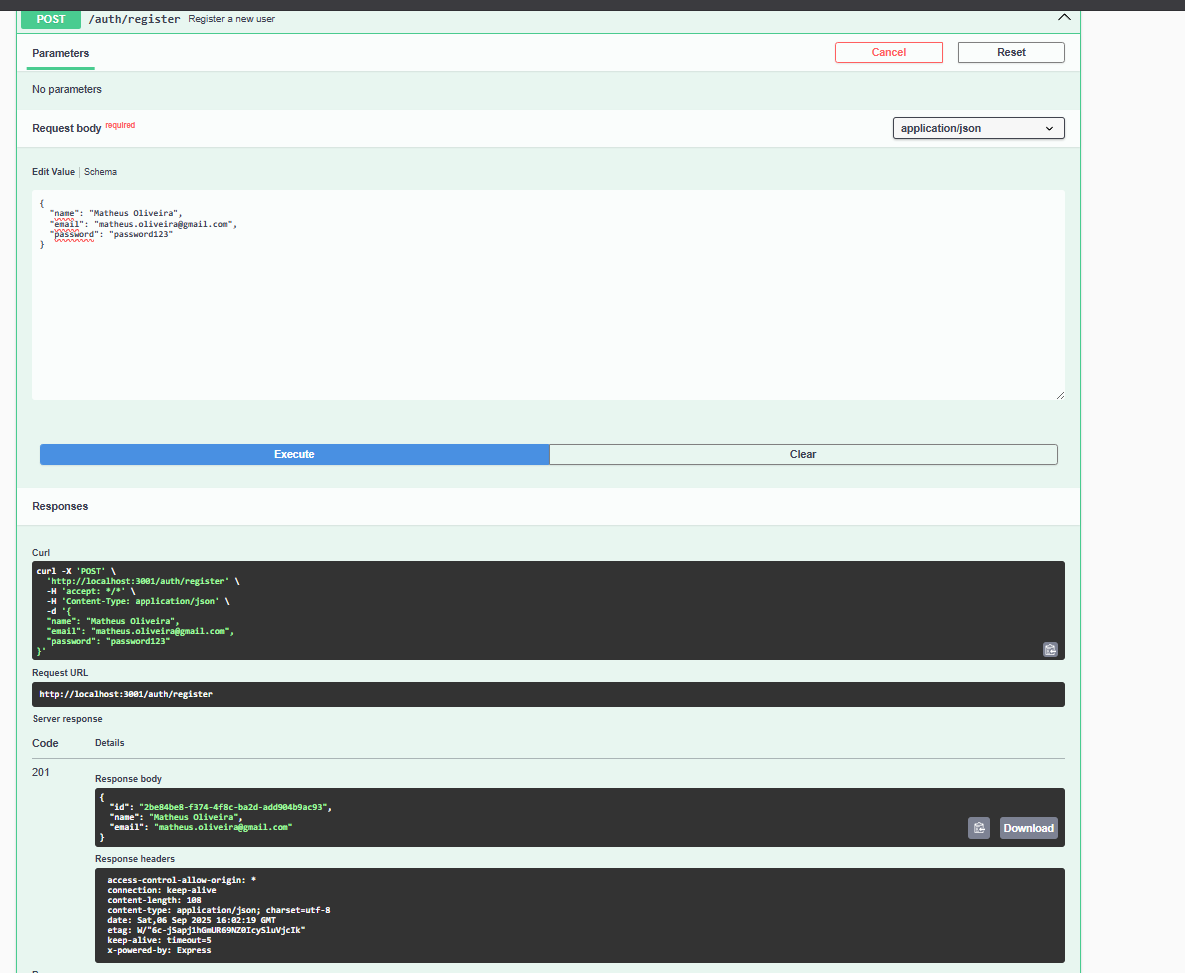 POST /auth/register Register a new user
Parameters Cancel Reset
No parameters
Request body required application/json
Edit Value | Schema
{
"name": "Matheus Oliveira",
"email": "matheus.oliveira@gmail.com",
"password": "password123"
}
Execute Clear
Responses
Curl
curl -X 'POST' \
'http://localhost:3001/auth/register' \
-H 'accept: */*' \
-H 'Content-Type: application/json' \
-d '{
"name": "Matheus Oliveira",
"email": "matheus.oliveira@gmail.com",
"password": "password123"
}'
Request URL
http://localhost:3001/auth/register
Server response
Code Details
201
Response body
{
"id": "2be84be8-f374-4f8c-ba2d-add904b9ac93",
"name": "Matheus Oliveira",
"email": "matheus.oliveira@gmail.com"
}
Download
Response headers
access-control-allow-origin: *
connection: keep-alive
content-length: 108
content-type: application/json; charset=utf-8
date: Sat,06 Sep 2025 16:02:19 GMT
etag: W/"6c-jSapj1hGmUR69NZ0IcySluVjcIk"
keep-alive: timeout=5
x-powered-by: Express